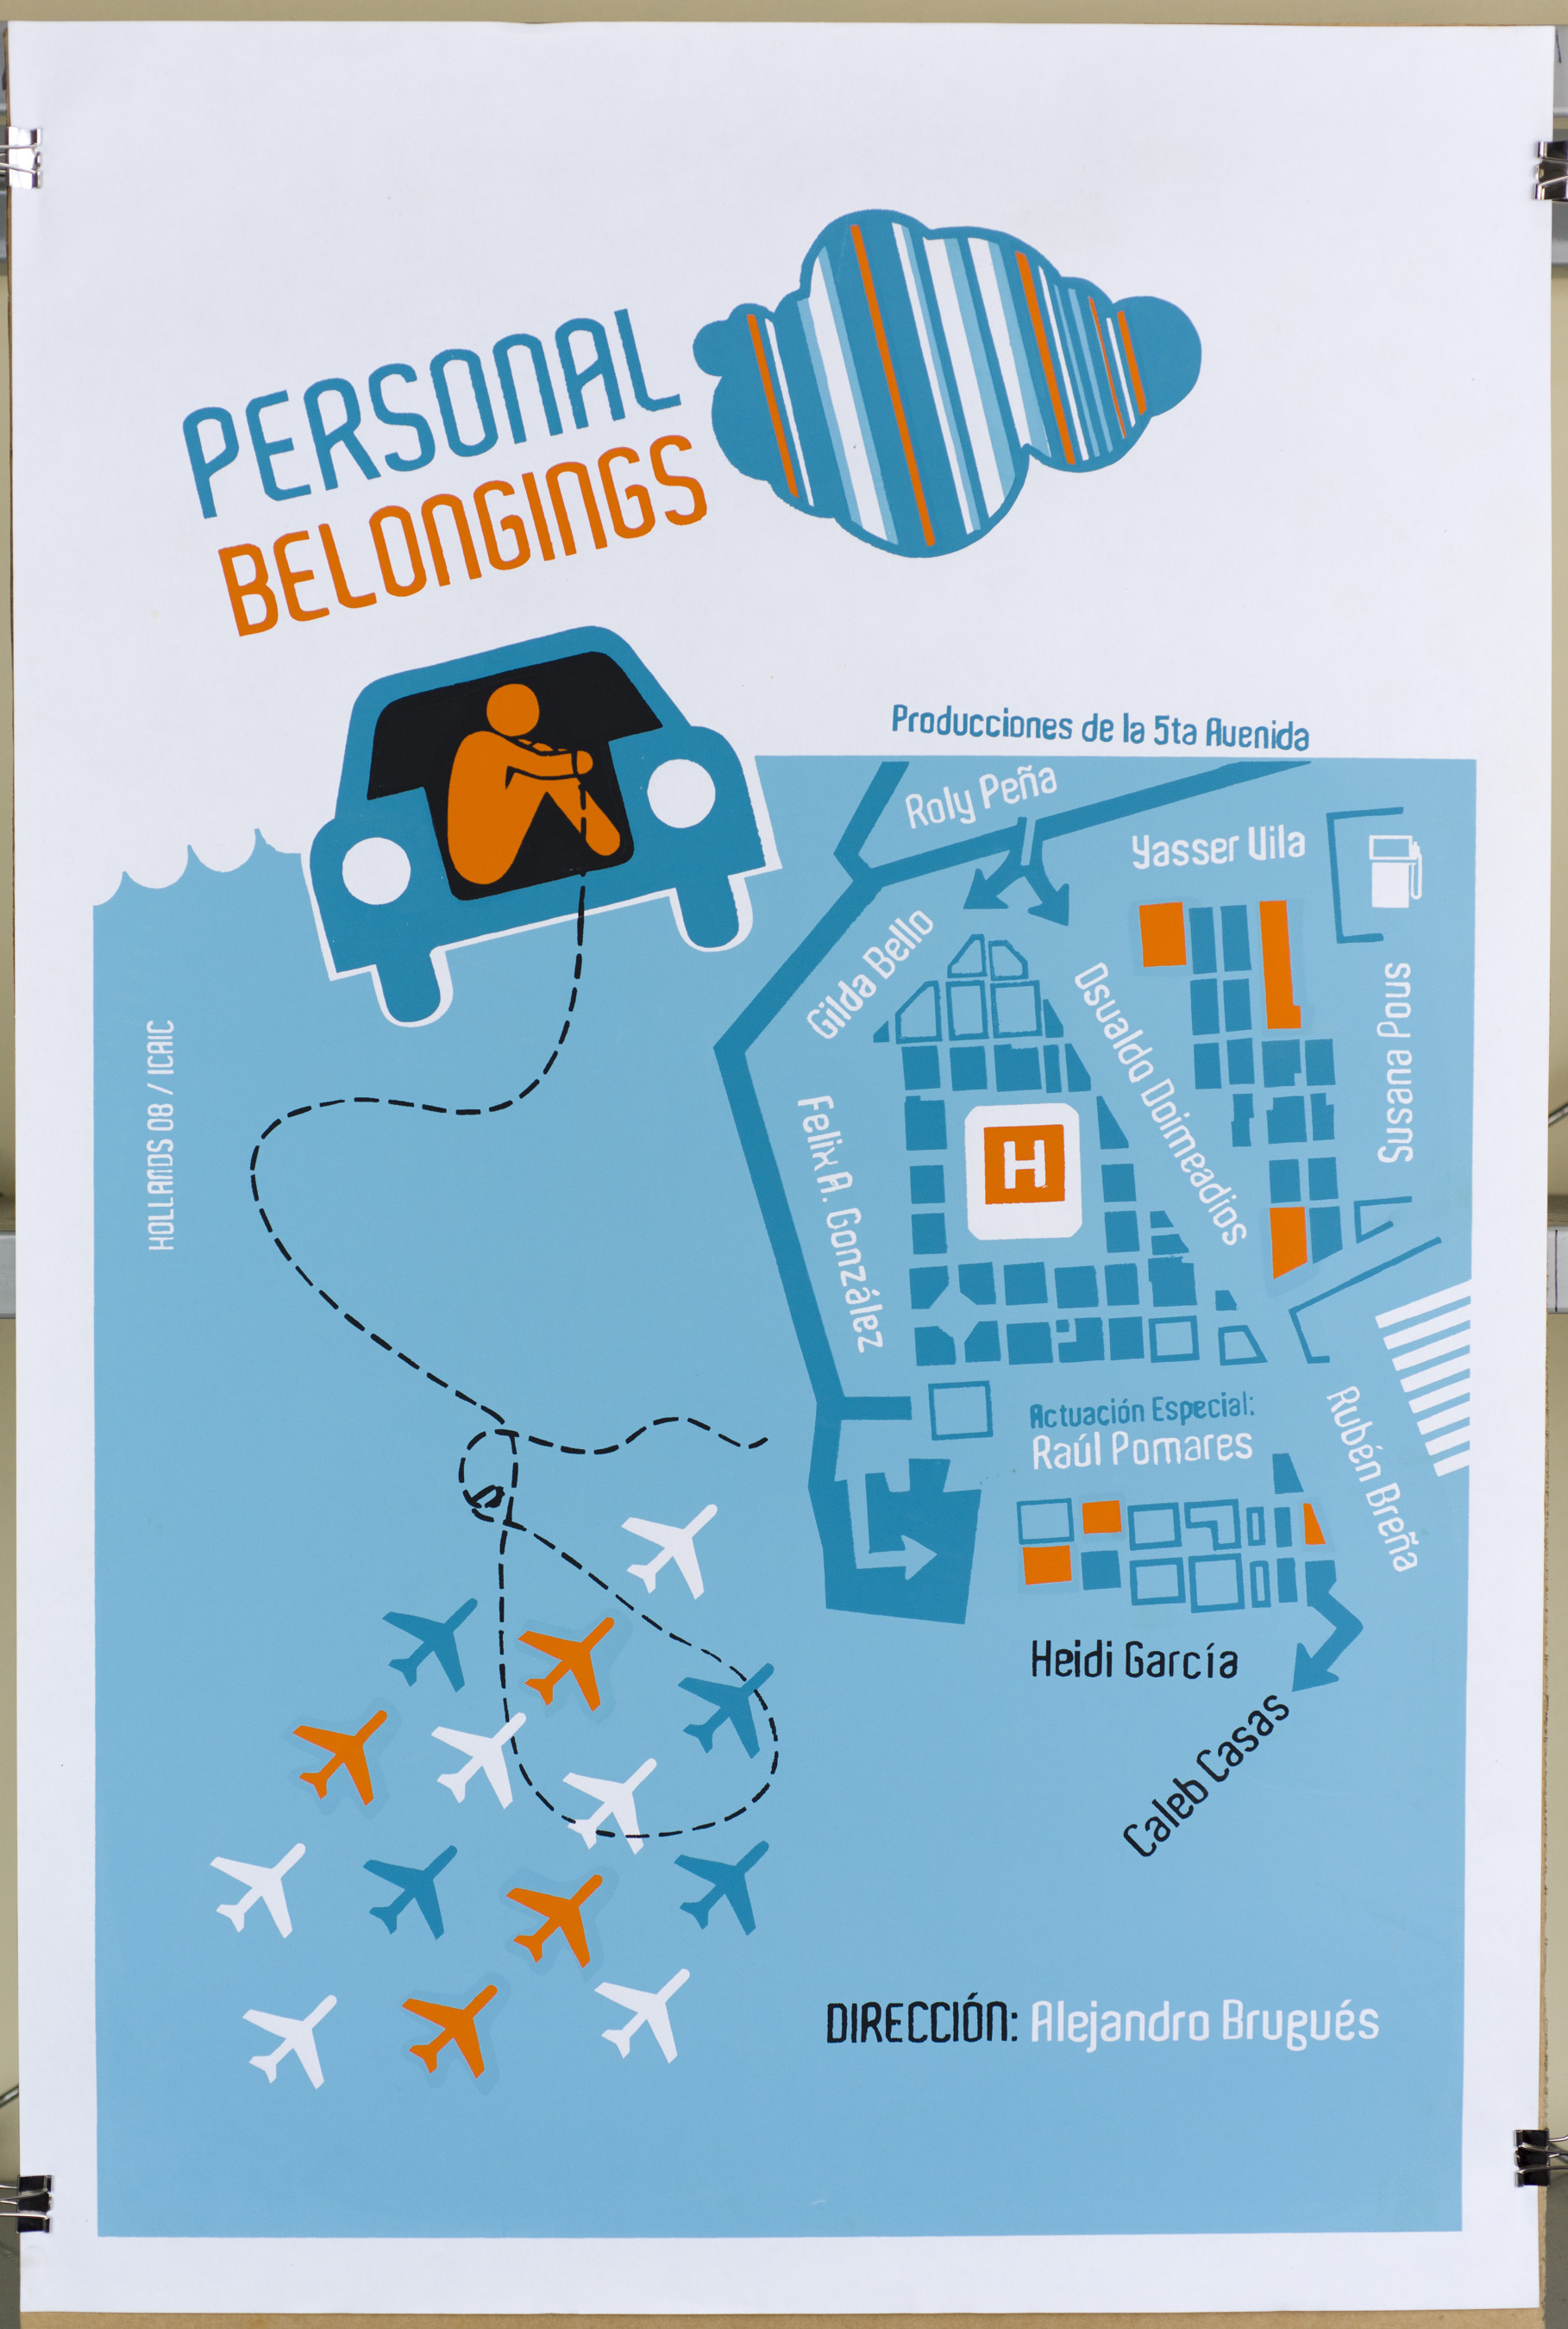 PERSONAL
BELONGINGS
Producciones de la 5ta Avenida
Roly Peña
Yasser Vila
Gilda Bello
Osvaldo Doimeadios
Susana Pous
Felix A. González
H
HOLLANDS 08 / ICAIC
Actuación Especial:
Raúl Pomares
Rubén Breña
Heidi García
Caleb Casas
DIRECCIÓN: Alejandro Brugués